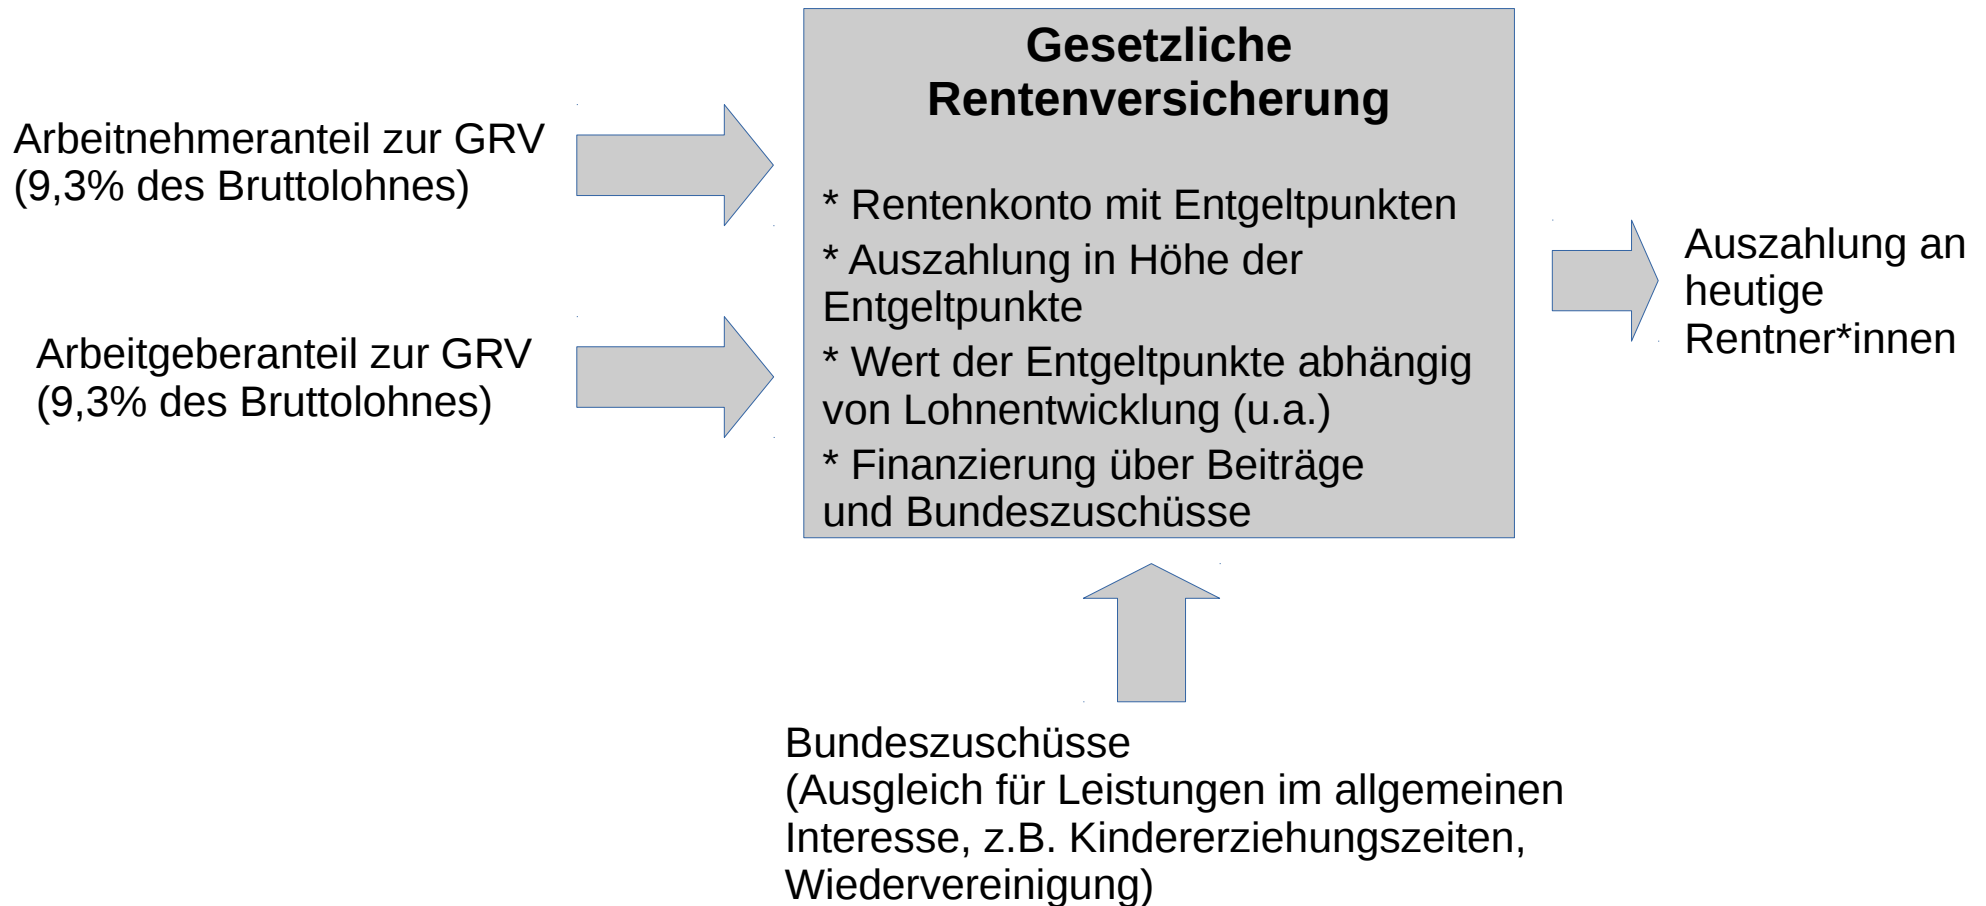 Gesetzliche
Rentenversicherung
Arbeitnehmeranteil zur GRV
(9,3% des Bruttolohnes)
Arbeitgeberanteil zur GRV
(9,3% des Bruttolohnes)
* Rentenkonto mit Entgeltpunkten
* Auszahlung in Höhe der
Entgeltpunkte
* Wert der Entgeltpunkte abhängig
von Lohnentwicklung (u.a.)
* Finanzierung über Beiträge
und Bundeszuschüsse
Auszahlung an
heutige
Rentner*innen
Bundeszuschüsse
(Ausgleich für Leistungen im allgemeinen
Interesse, z.B. Kindererziehungszeiten,
Wiedervereinigung)